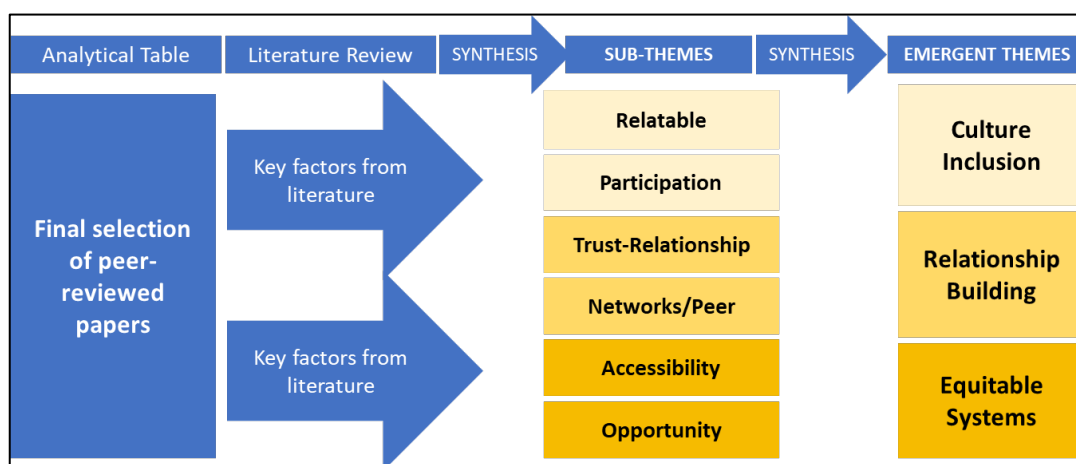 Analytical Table
Literature Review
SYNTHESIS
SUB-THEMES
SYNTHESIS
EMERGENT THEMES
Final selection
of peer-
reviewed
papers
Key factors from
literature
Key factors from
literature
Relatable
Participation
Trust-Relationship
Networks/Peer
Accessibility
Opportunity
Culture
Inclusion
Relationship
Building
Equitable
Systems